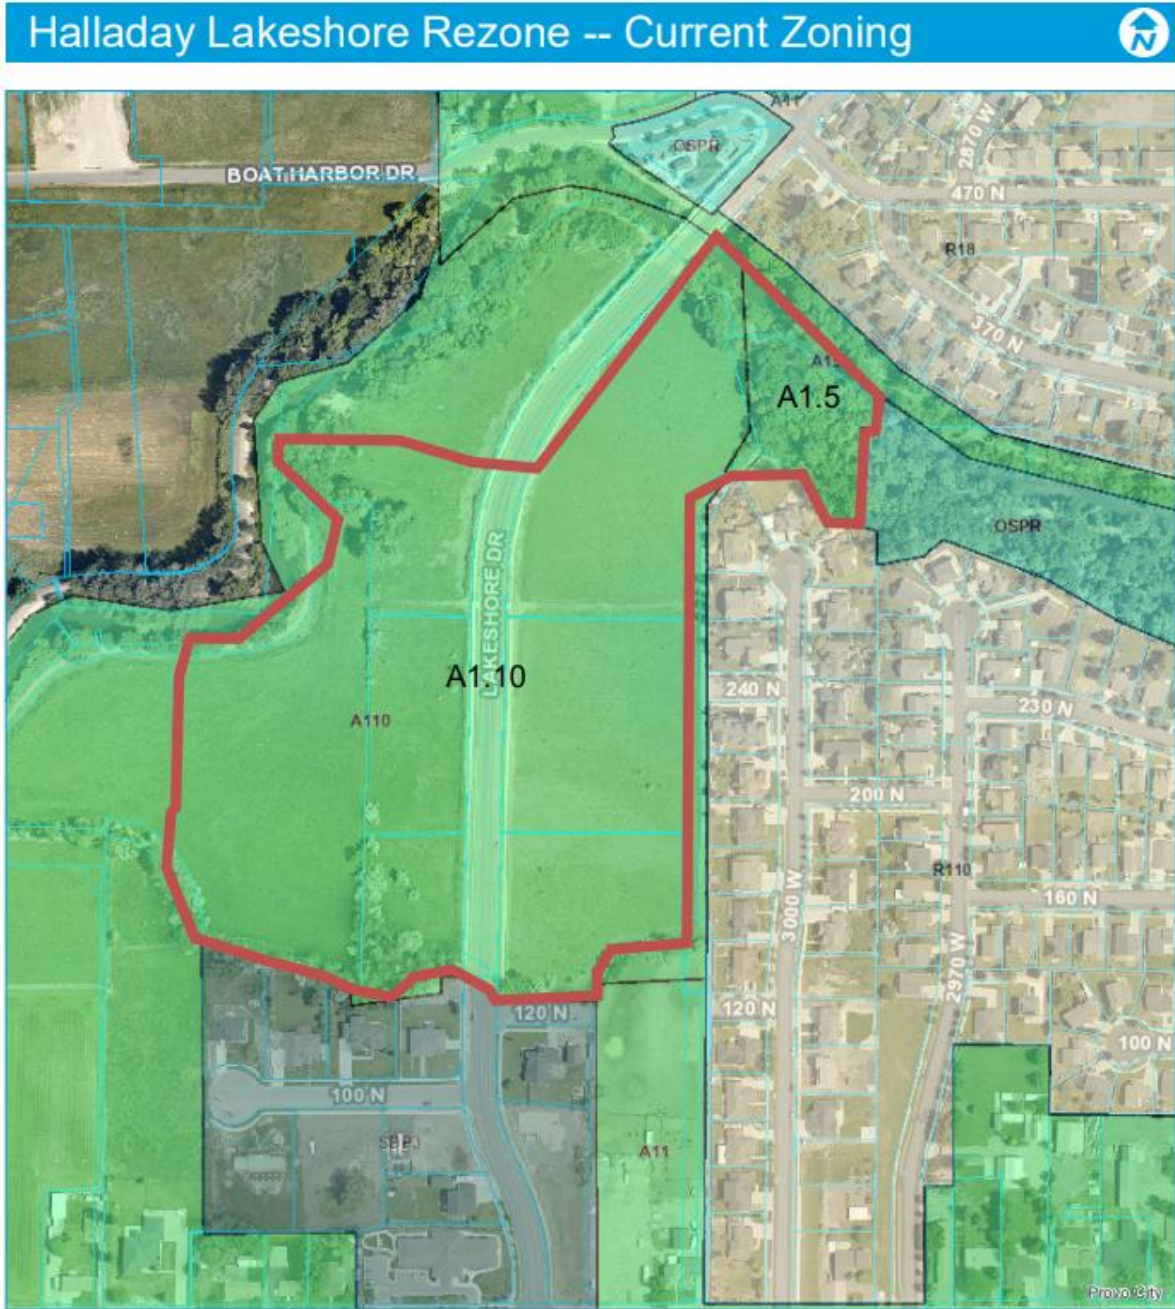 Halladay Lakeshore Rezone -- Current Zoning
N
OSPR
BOAT HARBOR DR
2870 W
470 N
R18
370 N
A1.5
OSPR
LAKESHORE DR
A1.10
A110
240 N
230 N
200 N
R110
160 N
3000 W
2970 W
120 N
120 N
100 N
100 N
A11
Provo City